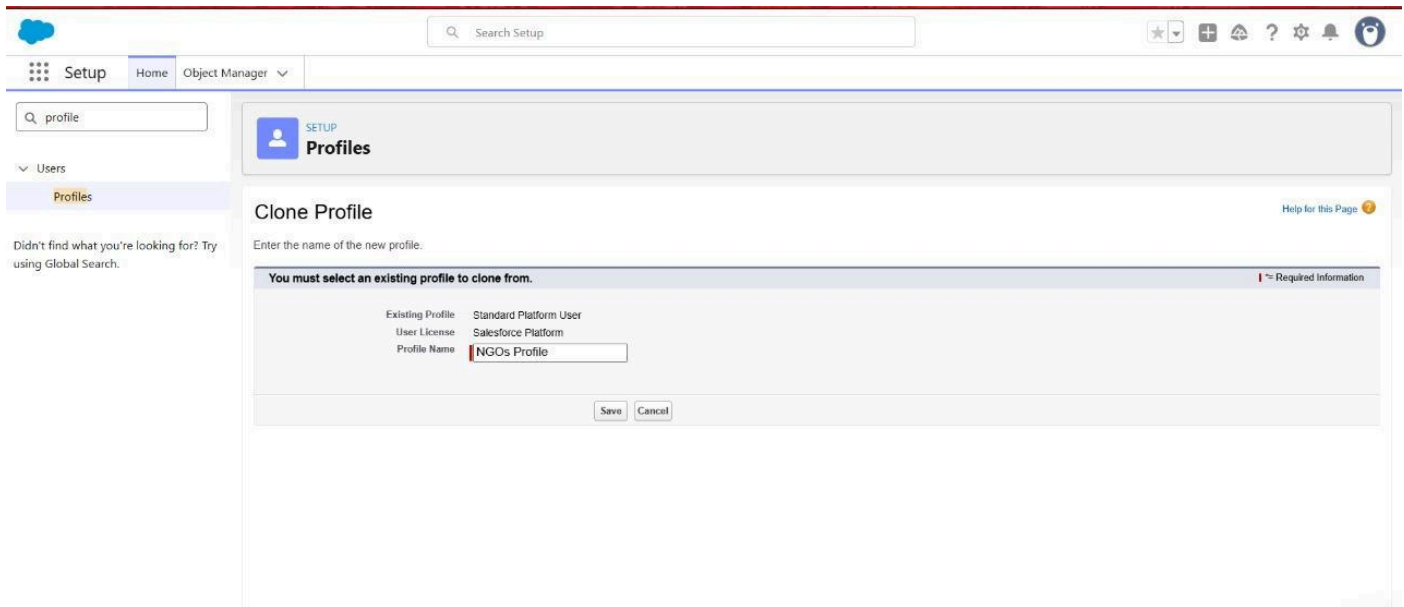 Search Setup
Setup
Home
Object Manager
profile
SETUP
Profiles
Users
Profiles
Didn't find what you're looking for? Try
using Global Search.
Clone Profile
Help for this Page
Enter the name of the new profile.
You must select an existing profile to clone from.
= Required Information
Existing Profile Standard Platform User
User License Salesforce Platform
Profile Name NGOs Profile
Save Cancel